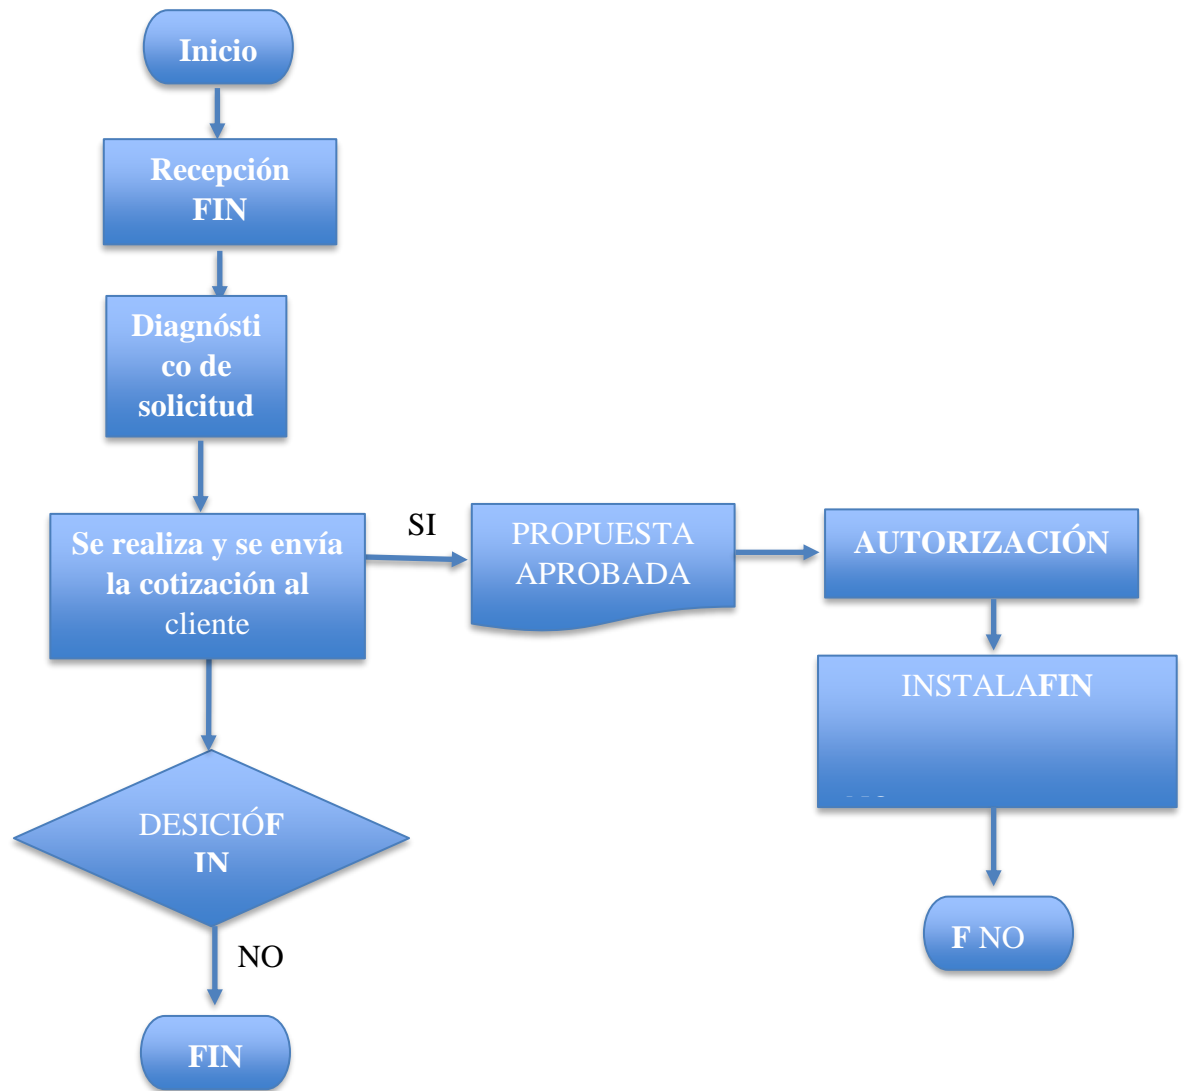 Inicio
Recepción
FIN
Diagnósti
co de
solicitud
Se realiza y se envía
la cotización al
cliente
SI
PROPUESTA
APROBADA
AUTORIZACIÓN
INSTALAFIN
DESICIÓF
IN
NO
F NO
FIN